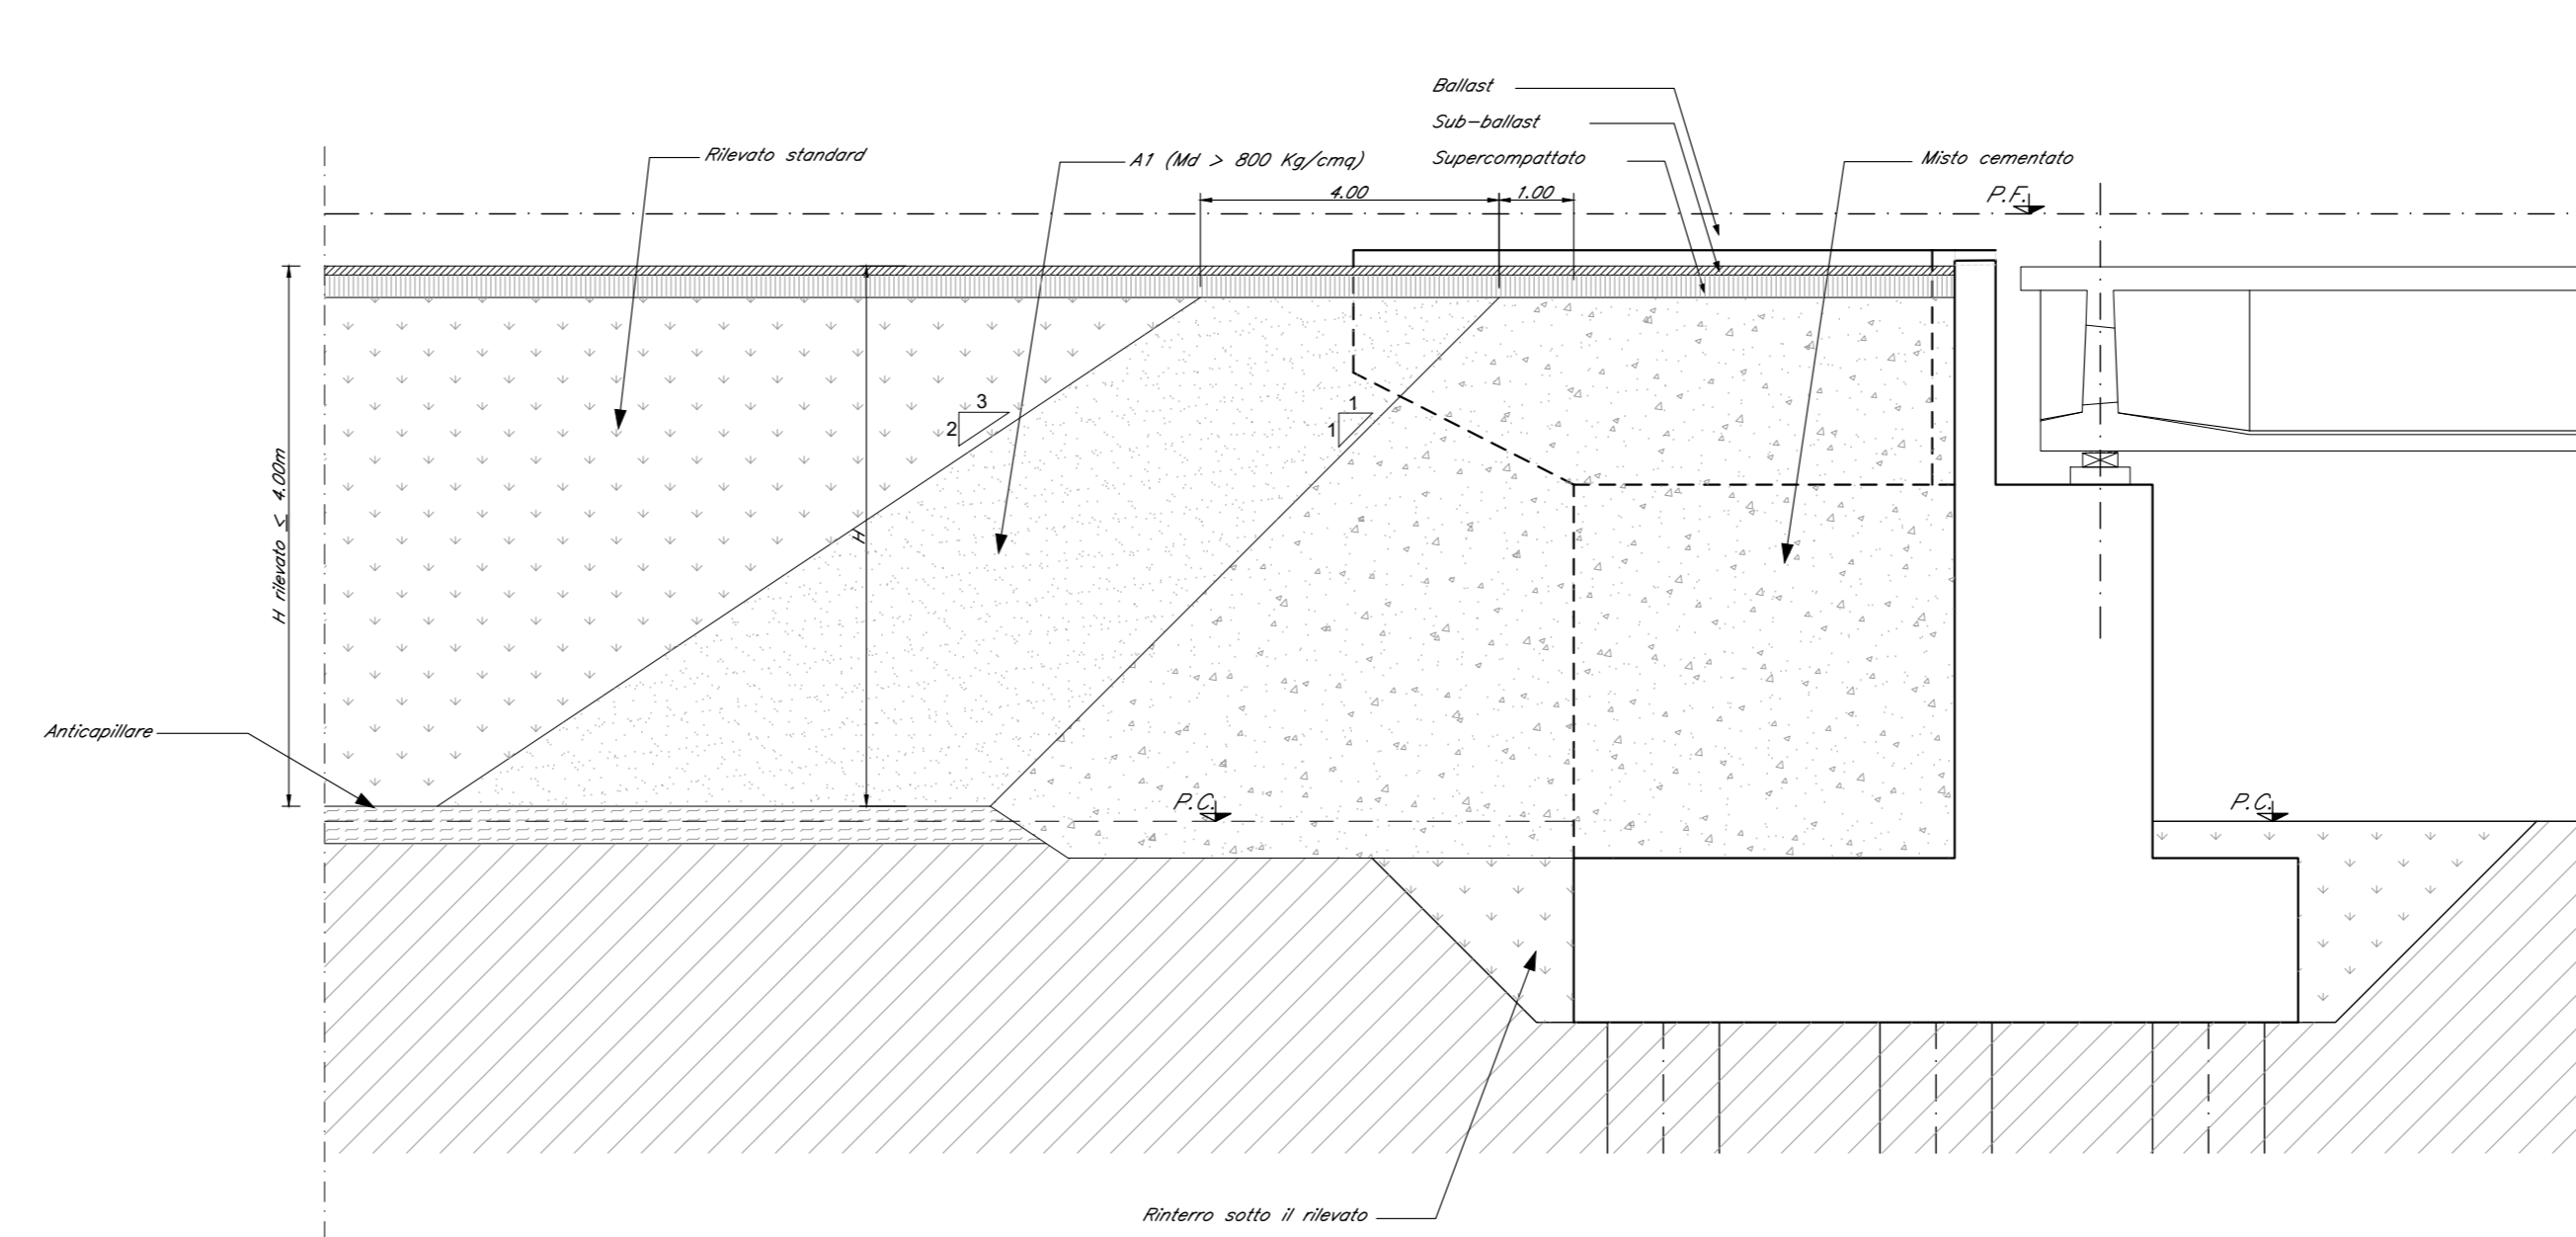 Ballast
Sub-ballast
Supercompattato
Rilevato standard
A1 (Md > 800 Kg/cmq)
Misto cementato
4.00
1.00
P.F.
3
2
1
1
H rilevato ≤ 4.00m
H
Anticapillare
P.C.
P.C.
Rinterro sotto il rilevato